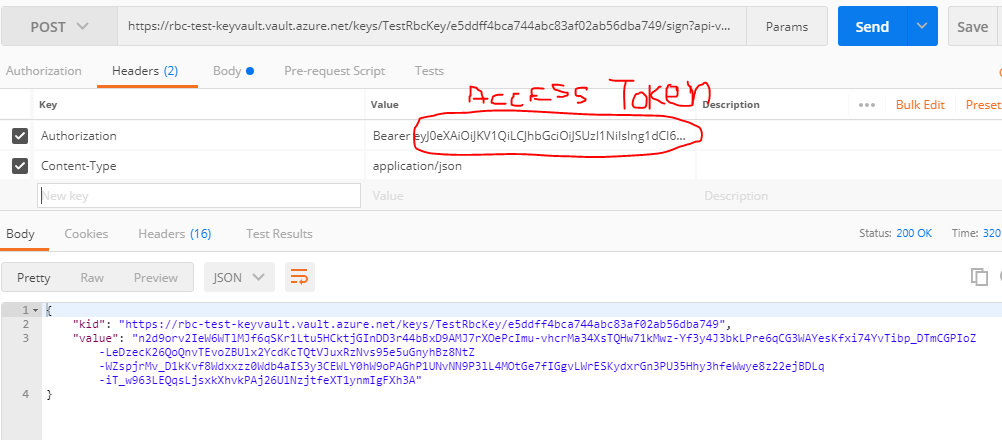 POST https://rbc-test-keyvault.vault.azure.net/keys/TestRbcKey/e5ddff4bca744abc83af02ab56dba749/sign?api-v... Params Send Save
Authorization Headers (2) Body Pre-request Script Tests
ACCESS Token
Key Value Description ••• Bulk Edit Preset
Authorization Bearer eyJ0eXAiOiJKV1QiLCJhbGciOiJSUzI1NiIsIng1dCI6...
Content-Type application/json
New key Value Description
Body Cookies Headers (16) Test Results Status: 200 OK Time: 320
Pretty Raw Preview JSON
1 {
2 "kid": "https://rbc-test-keyvault.vault.azure.net/keys/TestRbcKey/e5ddff4bca744abc83af02ab56dba749",
3 "value": "n2d9orv2IeW6WTlMJf6qSKr1Ltu5HCktjGInDD3r44bBxD9AMJ7rXOePcImu-vhcrMa34XsTQHw71kMwz-Yf3y4J3bkLPre6qCG3WAYesKfxi74YvTibp_DTmCGPIoZ
-LeDzecK26QoQnvTEvoZBUlx2YcdKcTQtVJuxRzNvs95e5uGnyhBz8NtZ
-WZspjrMv_D1kKvf8Wdxxzz0Wdb4aIS3y3CEWLY0hW9oPAGhP1UNvNN9P3lL4MOtGe7fIGgvLWrESKydxrGn3PU35Hhy3hfeWwye8z22ejBDLq
-iT_w963LEQqsLjsxkXhvkPAj26UlNzjtfeXT1ynmIgFXh3A"
4 }